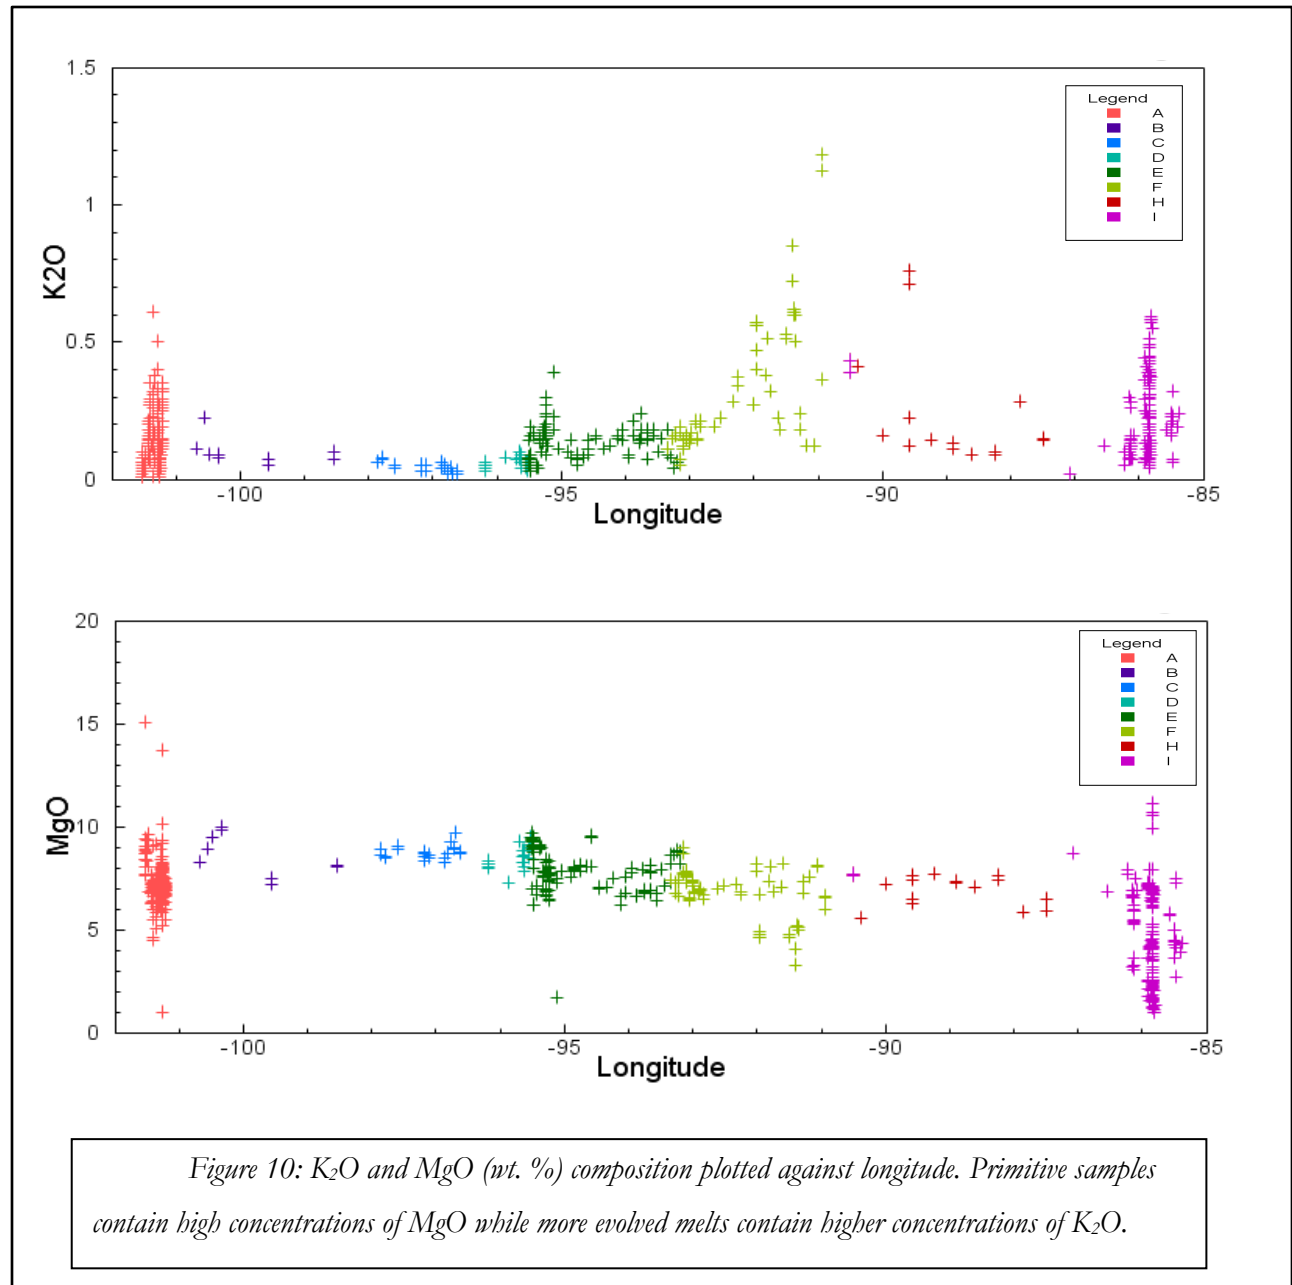 1.5
1
0.5
0
K2O
-100
-95
-90
-85
Longitude
Legend
A
B
C
D
E
F
H
I
20
15
10
5
0
MgO
-100
-95
-90
-85
Longitude
Legend
A
B
C
D
E
F
H
I
Figure 10: K₂O and MgO (wt. %) composition plotted against longitude. Primitive samples
contain high concentrations of MgO while more evolved melts contain higher concentrations of K₂O.